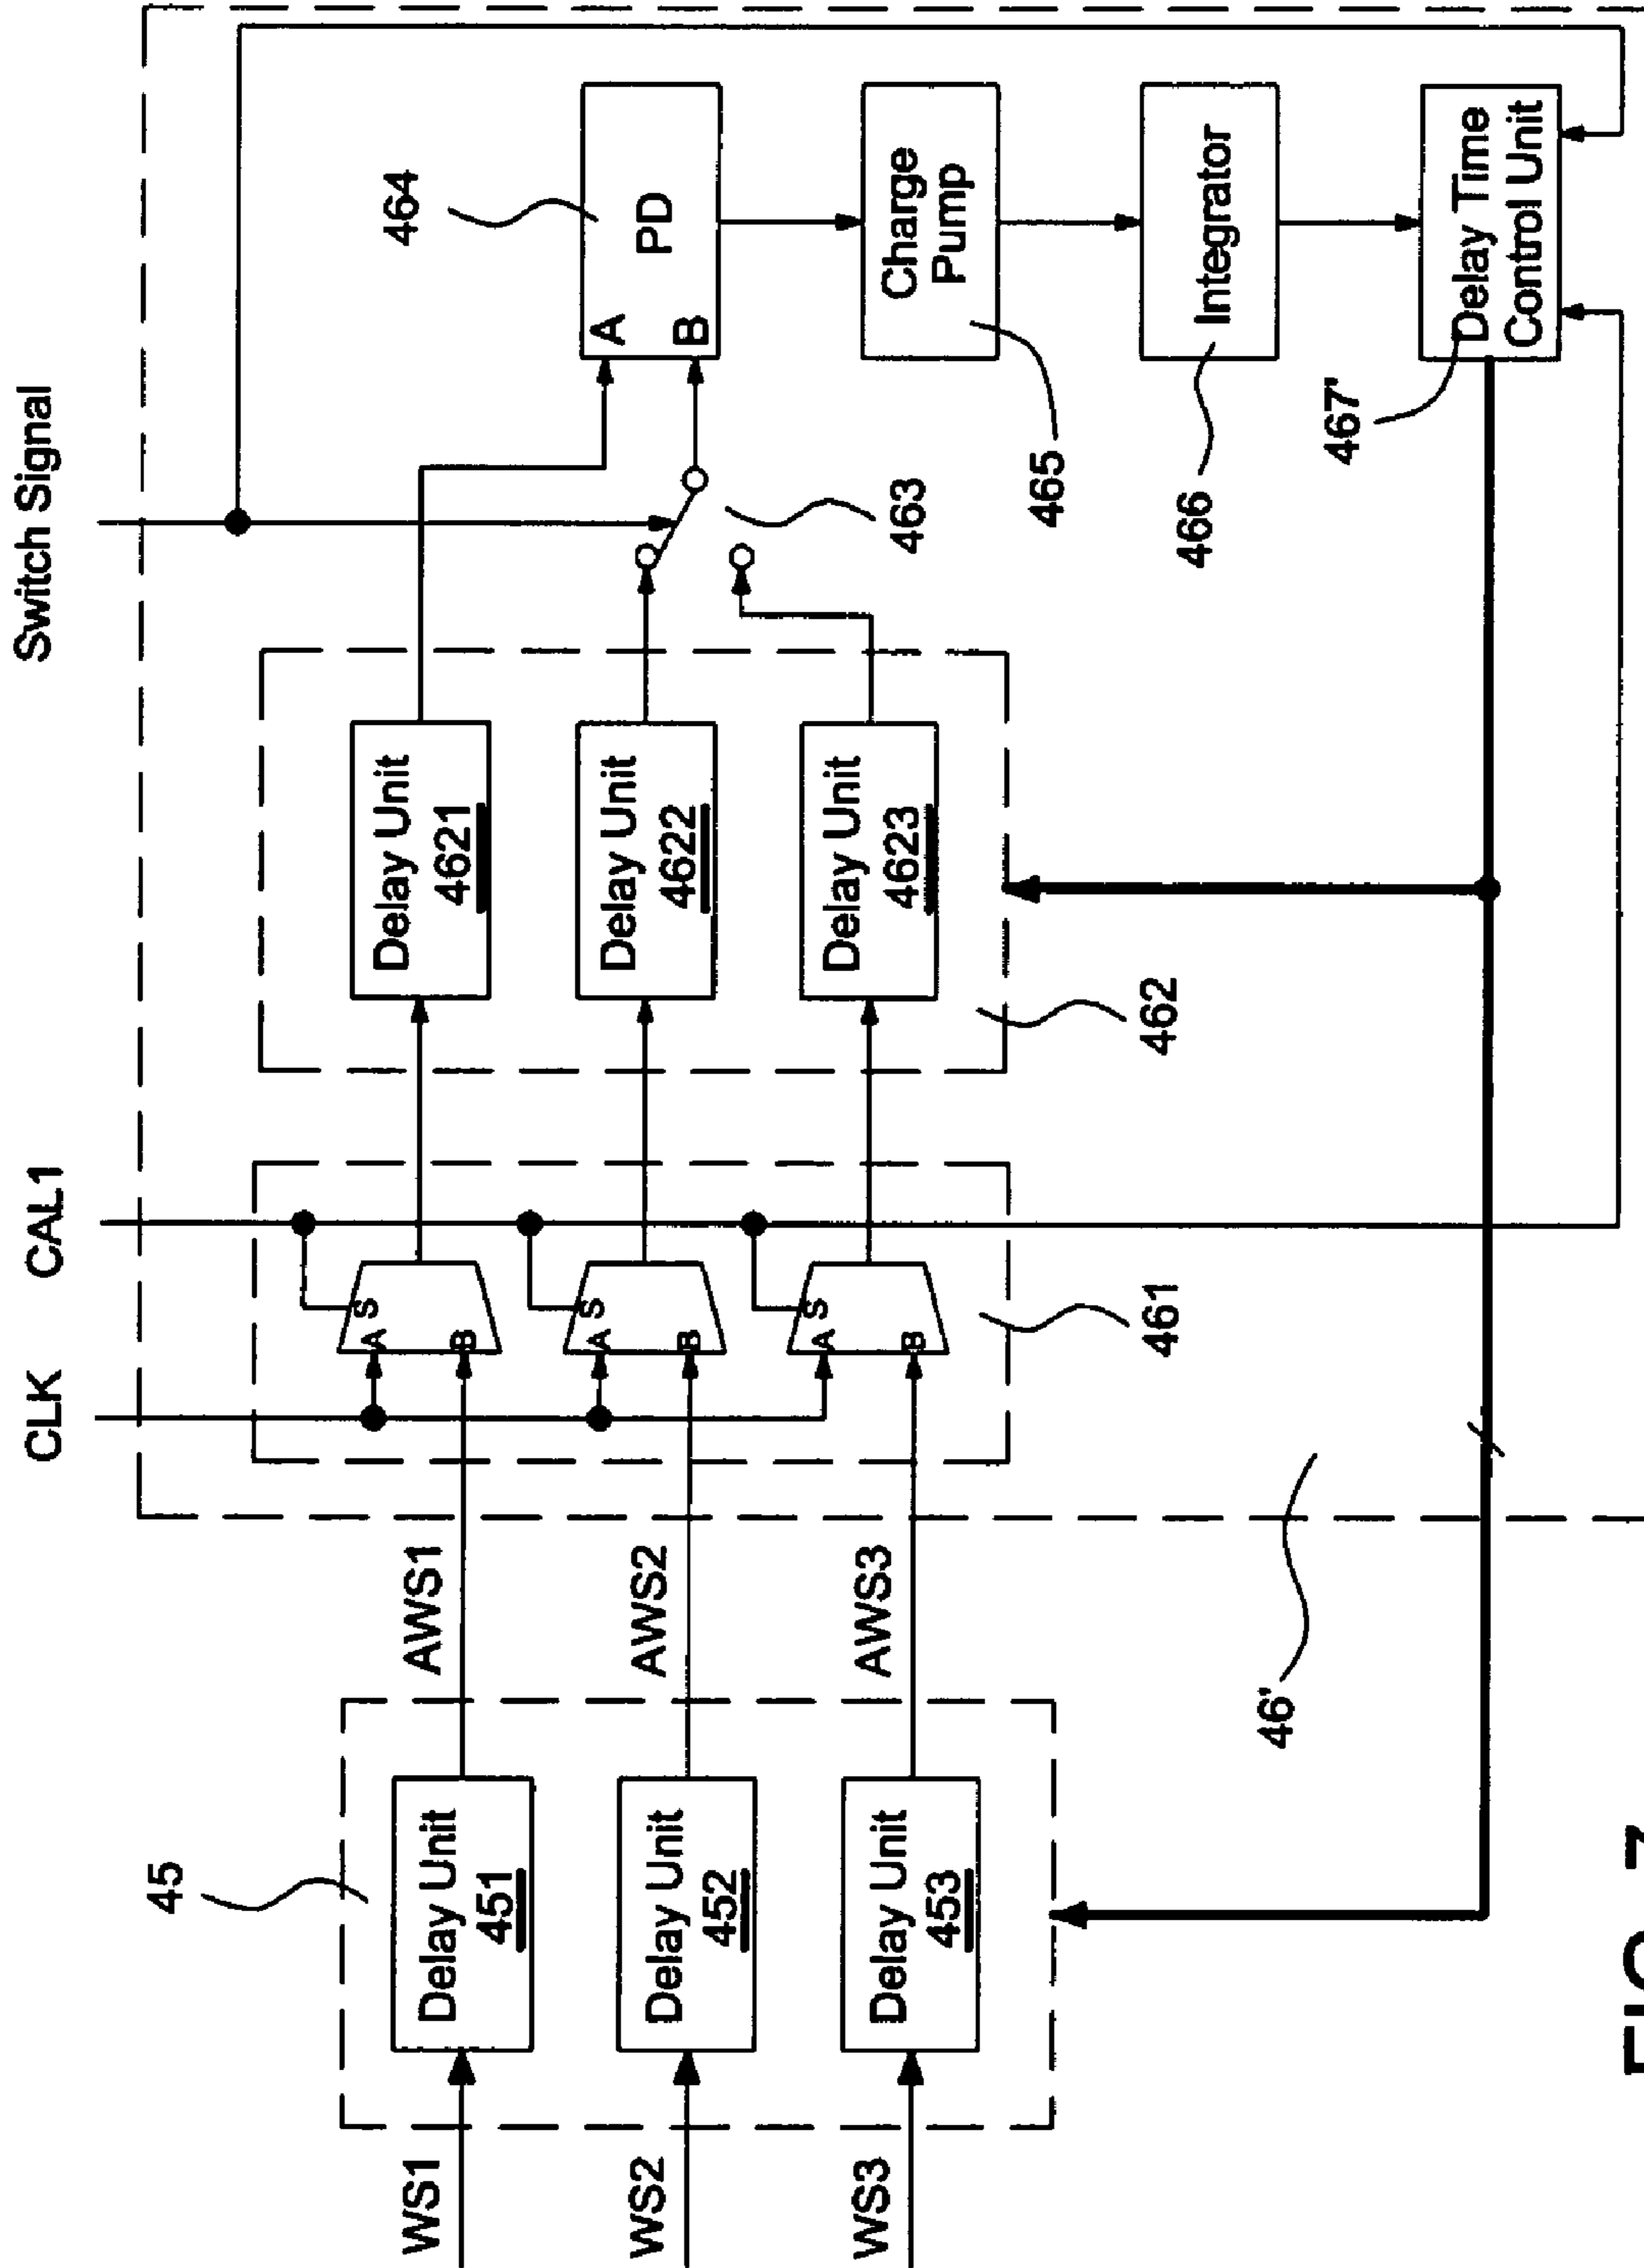 Switch Signal
CAL1
CLK
464
A
B
PD
Charge
Pump
465
Integrator
466
Delay Time
Control Unit
467'
463
Delay Unit
4621
Delay Unit
4622
Delay Unit
4623
462
S
A
B
S
A
B
S
A
B
461
AWS1
AWS2
AWS3
46'
45
Delay Unit
451
Delay Unit
452
Delay Unit
453
WS1
WS2
WS3